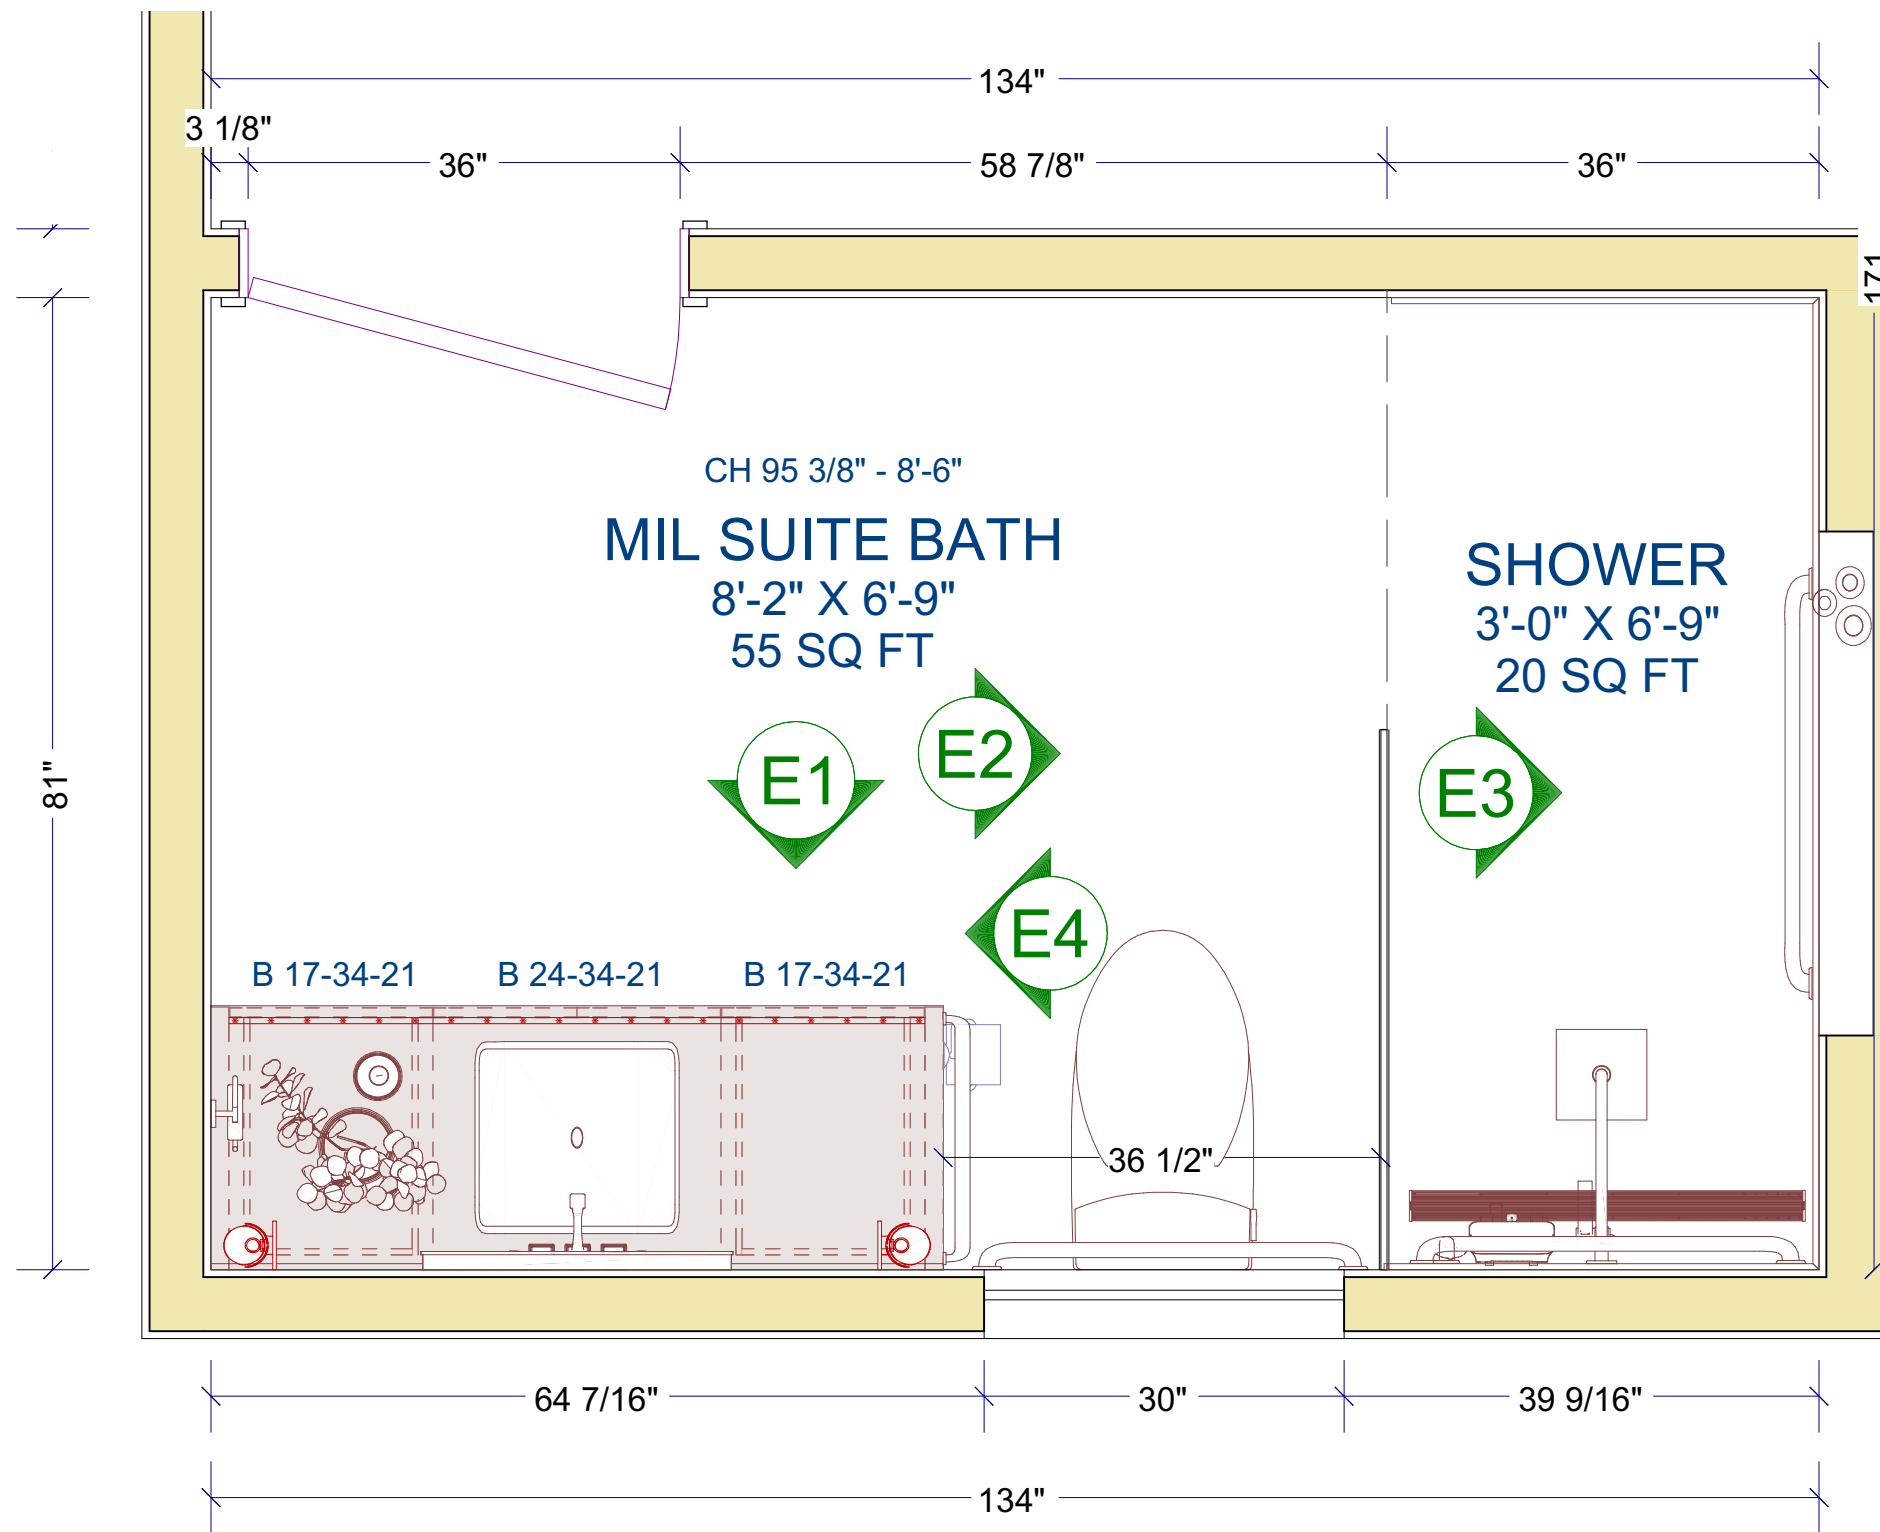 134"
3 1/8"
36"
58 7/8"
36"
171
CH 95 3/8" - 8'-6"
MIL SUITE BATH
8'-2" X 6'-9"
55 SQ FT
SHOWER
3'-0" X 6'-9"
20 SQ FT
81"
E1
E2
E3
E4
B 17-34-21
B 24-34-21
B 17-34-21
36 1/2"
64 7/16"
30"
39 9/16"
134"